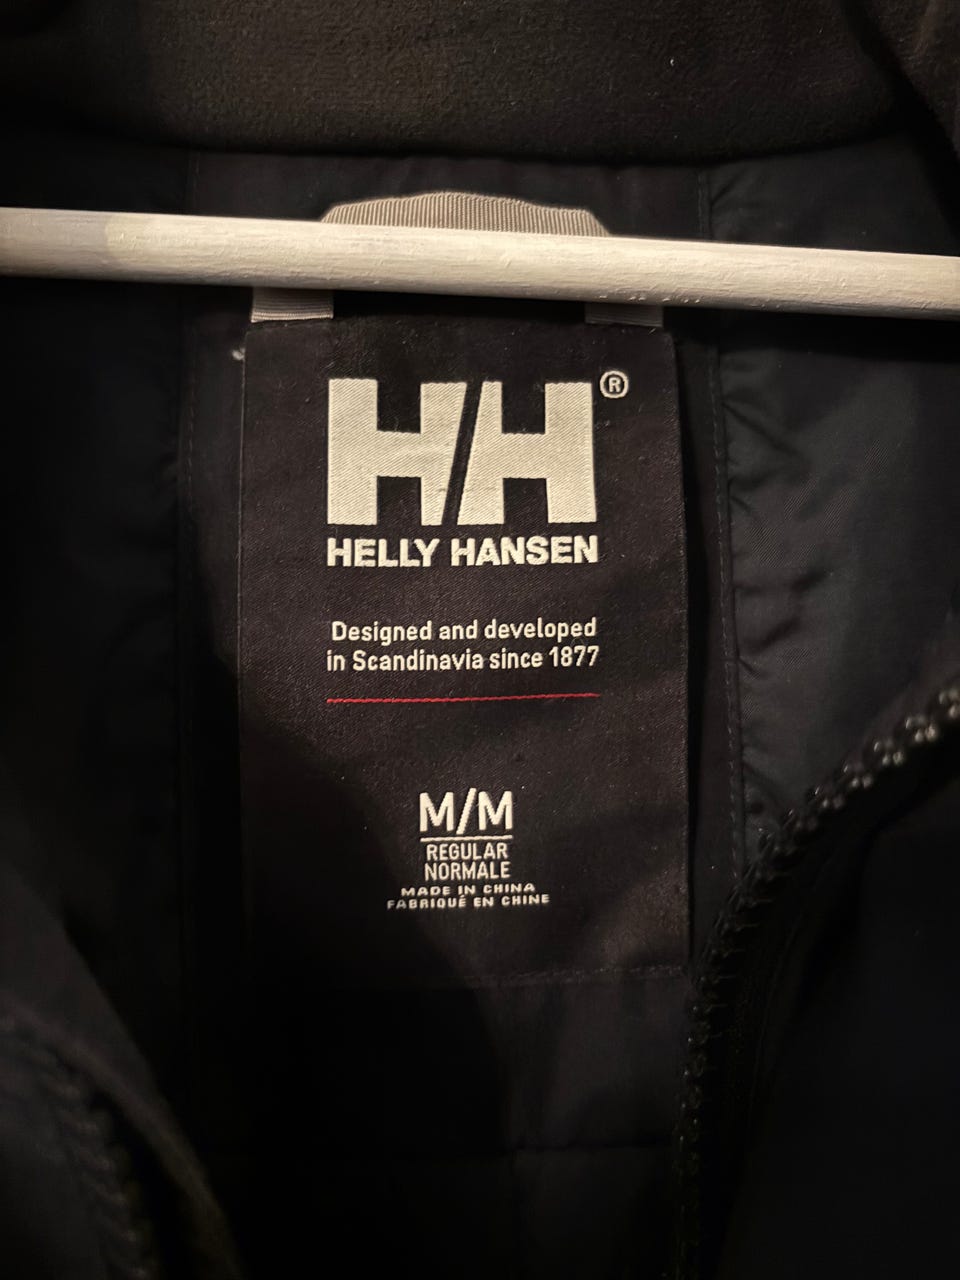 HH®
HELLY HANSEN
Designed and developed
in Scandinavia since 1877
M/M
REGULAR
NORMALE
MADE IN CHINA
FABRIQUÉ EN CHINE